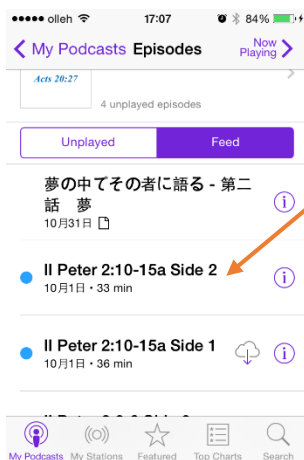 olleh 17:07 84%
My Podcasts Episodes Now Playing
Acts 20:27
4 unplayed episodes
Unplayed Feed
夢の中でその者に語る - 第二
話 夢
10月31日
II Peter 2:10-15a Side 2
10月1日・33 min
II Peter 2:10-15a Side 1
10月1日・36 min
My Podcasts My Stations Featured Top Charts Search